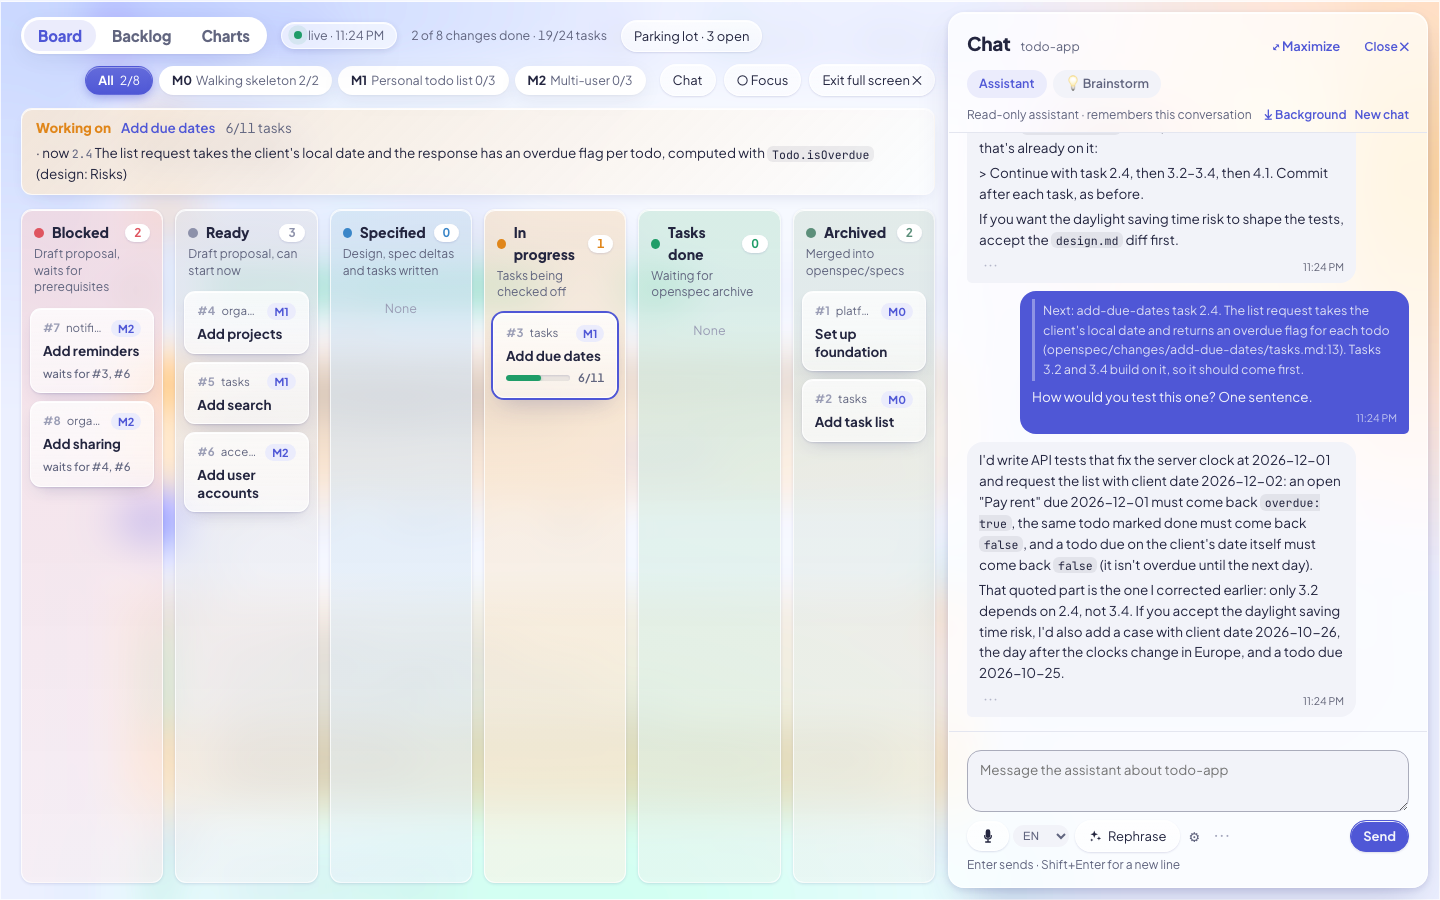 Board Backlog Charts
live · 11:24 PM
2 of 8 changes done · 19/24 tasks
Parking lot · 3 open
All 2/8
M0 Walking skeleton 2/2
M1 Personal todo list 0/3
M2 Multi-user 0/3
Chat
Focus
Exit full screen
Working on Add due dates 6/11 tasks
· now 2.4 The list request takes the client's local date and the response has an overdue flag per todo, computed with Todo.isOverdue
(design: Risks)
Blocked 2
Draft proposal,
waits for
prerequisites
#7 notifi... M2
Add reminders
waits for #3, #6
#8 orga... M2
Add sharing
waits for #4, #6
Ready 3
Draft proposal, can
start now
#4 orga... M1
Add projects
#5 tasks M1
Add search
#6 acce... M2
Add user
accounts
Specified 0
Design, spec deltas
and tasks written
None
In
progress 1
Tasks being
checked off
#3 tasks M1
Add due dates
6/11
Tasks
done 0
Waiting for
openspec archive
None
Archived 2
Merged into
openspec/specs
#1 platf... M0
Set up
foundation
#2 tasks M0
Add task list
Chat todo-app
Maximize
Close
Assistant
Brainstorm
Read-only assistant · remembers this conversation
Background
New chat
that's already on it:
> Continue with task 2.4, then 3.2–3.4, then 4.1. Commit
after each task, as before.
If you want the daylight saving time risk to shape the tests,
accept the design.md diff first.
···
11:24 PM
Next: add-due-dates task 2.4. The list request takes the
client's local date and returns an overdue flag for each todo
(openspec/changes/add-due-dates/tasks.md:13). Tasks
3.2 and 3.4 build on it, so it should come first.
How would you test this one? One sentence.
11:24 PM
I'd write API tests that fix the server clock at 2026-12-01
and request the list with client date 2026-12-02: an open
"Pay rent" due 2026-12-01 must come back overdue:
true, the same todo marked done must come back
false, and a todo due on the client's date itself must
come back false (it isn't overdue until the next day).
That quoted part is the one I corrected earlier: only 3.2
depends on 2.4, not 3.4. If you accept the daylight saving
time risk, I'd also add a case with client date 2026-10-26,
the day after the clocks change in Europe, and a todo due
2026-10-25.
···
11:24 PM
Message the assistant about todo-app
EN
Rephrase
···
Send
Enter sends · Shift+Enter for a new line